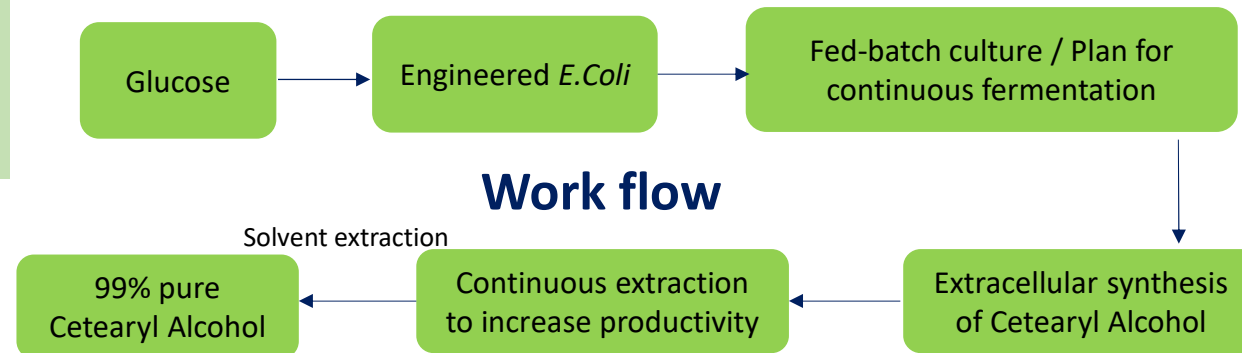 Glucose
Engineered E.Coli
Fed-batch culture / Plan for
continuous fermentation
Work flow
Solvent extraction
99% pure
Cetearyl Alcohol
Continuous extraction
to increase productivity
Extracellular synthesis
of Cetearyl Alcohol